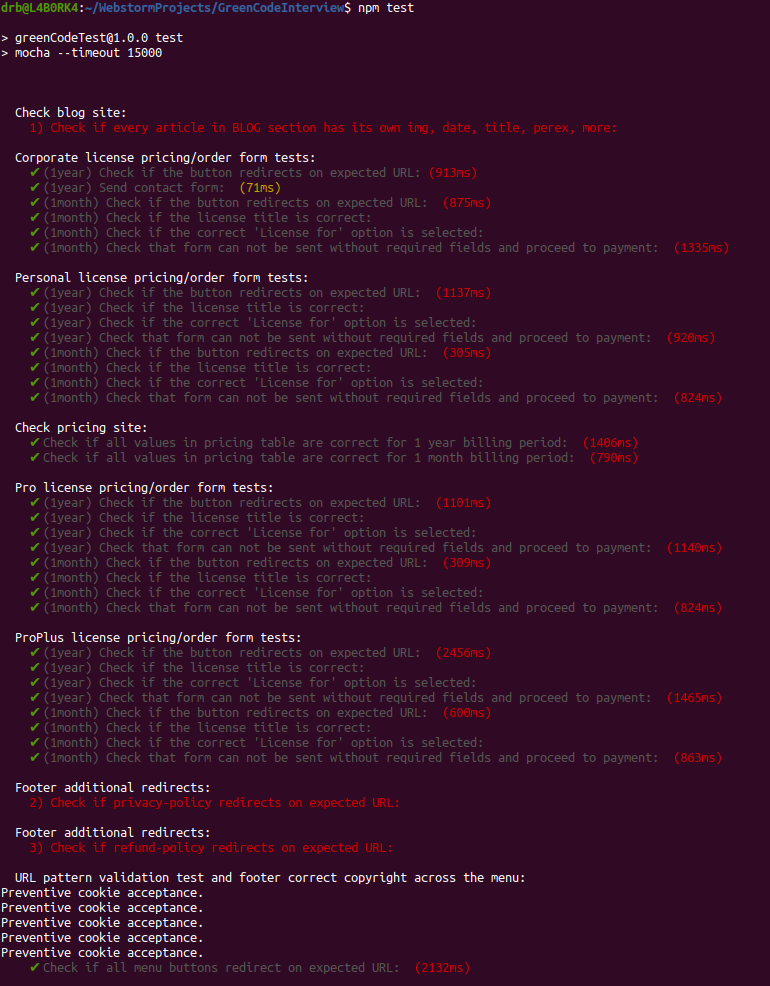 drb@L4B0RK4:~/WebstormProjects/GreenCodeInterview$ npm test
> greenCodeTest@1.0.0 test
> mocha --timeout 15000
Check blog site:
1) Check if every article in BLOG section has its own img, date, title, perex, more:
Corporate license pricing/order form tests:
✔ (1year) Check if the button redirects on expected URL: (913ms)
✔ (1year) Send contact form: (71ms)
✔ (1month) Check if the button redirects on expected URL: (875ms)
✔ (1month) Check if the license title is correct:
✔ (1month) Check if the correct 'License for' option is selected:
✔ (1month) Check that form can not be sent without required fields and proceed to payment: (1335ms)
Personal license pricing/order form tests:
✔ (1year) Check if the button redirects on expected URL: (1137ms)
✔ (1year) Check if the license title is correct:
✔ (1year) Check if the correct 'License for' option is selected:
✔ (1year) Check that form can not be sent without required fields and proceed to payment: (920ms)
✔ (1month) Check if the button redirects on expected URL: (305ms)
✔ (1month) Check if the license title is correct:
✔ (1month) Check if the correct 'License for' option is selected:
✔ (1month) Check that form can not be sent without required fields and proceed to payment: (824ms)
Check pricing site:
✔ Check if all values in pricing table are correct for 1 year billing period: (1406ms)
✔ Check if all values in pricing table are correct for 1 month billing period: (790ms)
Pro license pricing/order form tests:
✔ (1year) Check if the button redirects on expected URL: (1101ms)
✔ (1year) Check if the license title is correct:
✔ (1year) Check if the correct 'License for' option is selected:
✔ (1year) Check that form can not be sent without required fields and proceed to payment: (1140ms)
✔ (1month) Check if the button redirects on expected URL: (309ms)
✔ (1month) Check if the license title is correct:
✔ (1month) Check if the correct 'License for' option is selected:
✔ (1month) Check that form can not be sent without required fields and proceed to payment: (824ms)
ProPlus license pricing/order form tests:
✔ (1year) Check if the button redirects on expected URL: (2456ms)
✔ (1year) Check if the license title is correct:
✔ (1year) Check if the correct 'License for' option is selected:
✔ (1year) Check that form can not be sent without required fields and proceed to payment: (1465ms)
✔ (1month) Check if the button redirects on expected URL: (600ms)
✔ (1month) Check if the license title is correct:
✔ (1month) Check if the correct 'License for' option is selected:
✔ (1month) Check that form can not be sent without required fields and proceed to payment: (863ms)
Footer additional redirects:
2) Check if privacy-policy redirects on expected URL:
Footer additional redirects:
3) Check if refund-policy redirects on expected URL:
URL pattern validation test and footer correct copyright across the menu:
Preventive cookie acceptance.
Preventive cookie acceptance.
Preventive cookie acceptance.
Preventive cookie acceptance.
Preventive cookie acceptance.
✔ Check if all menu buttons redirect on expected URL: (2132ms)